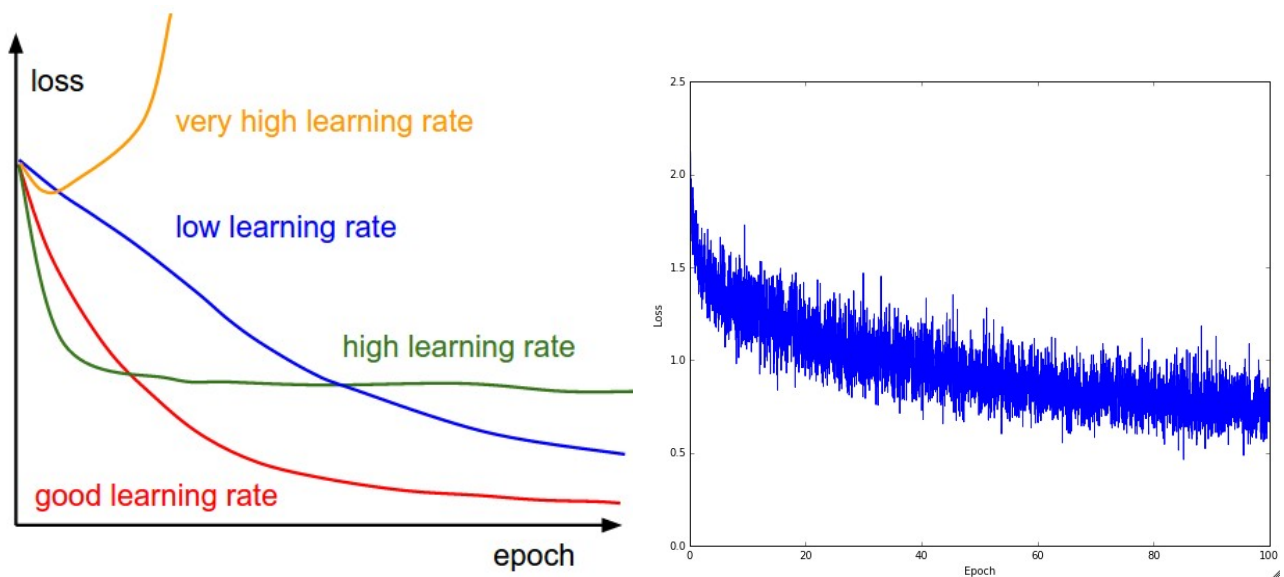 loss
very high learning rate
low learning rate
high learning rate
good learning rate
epoch
2.5
2.0
1.5
1.0
0.5
0.0
Loss
0 20 40 60 80 100
Epoch